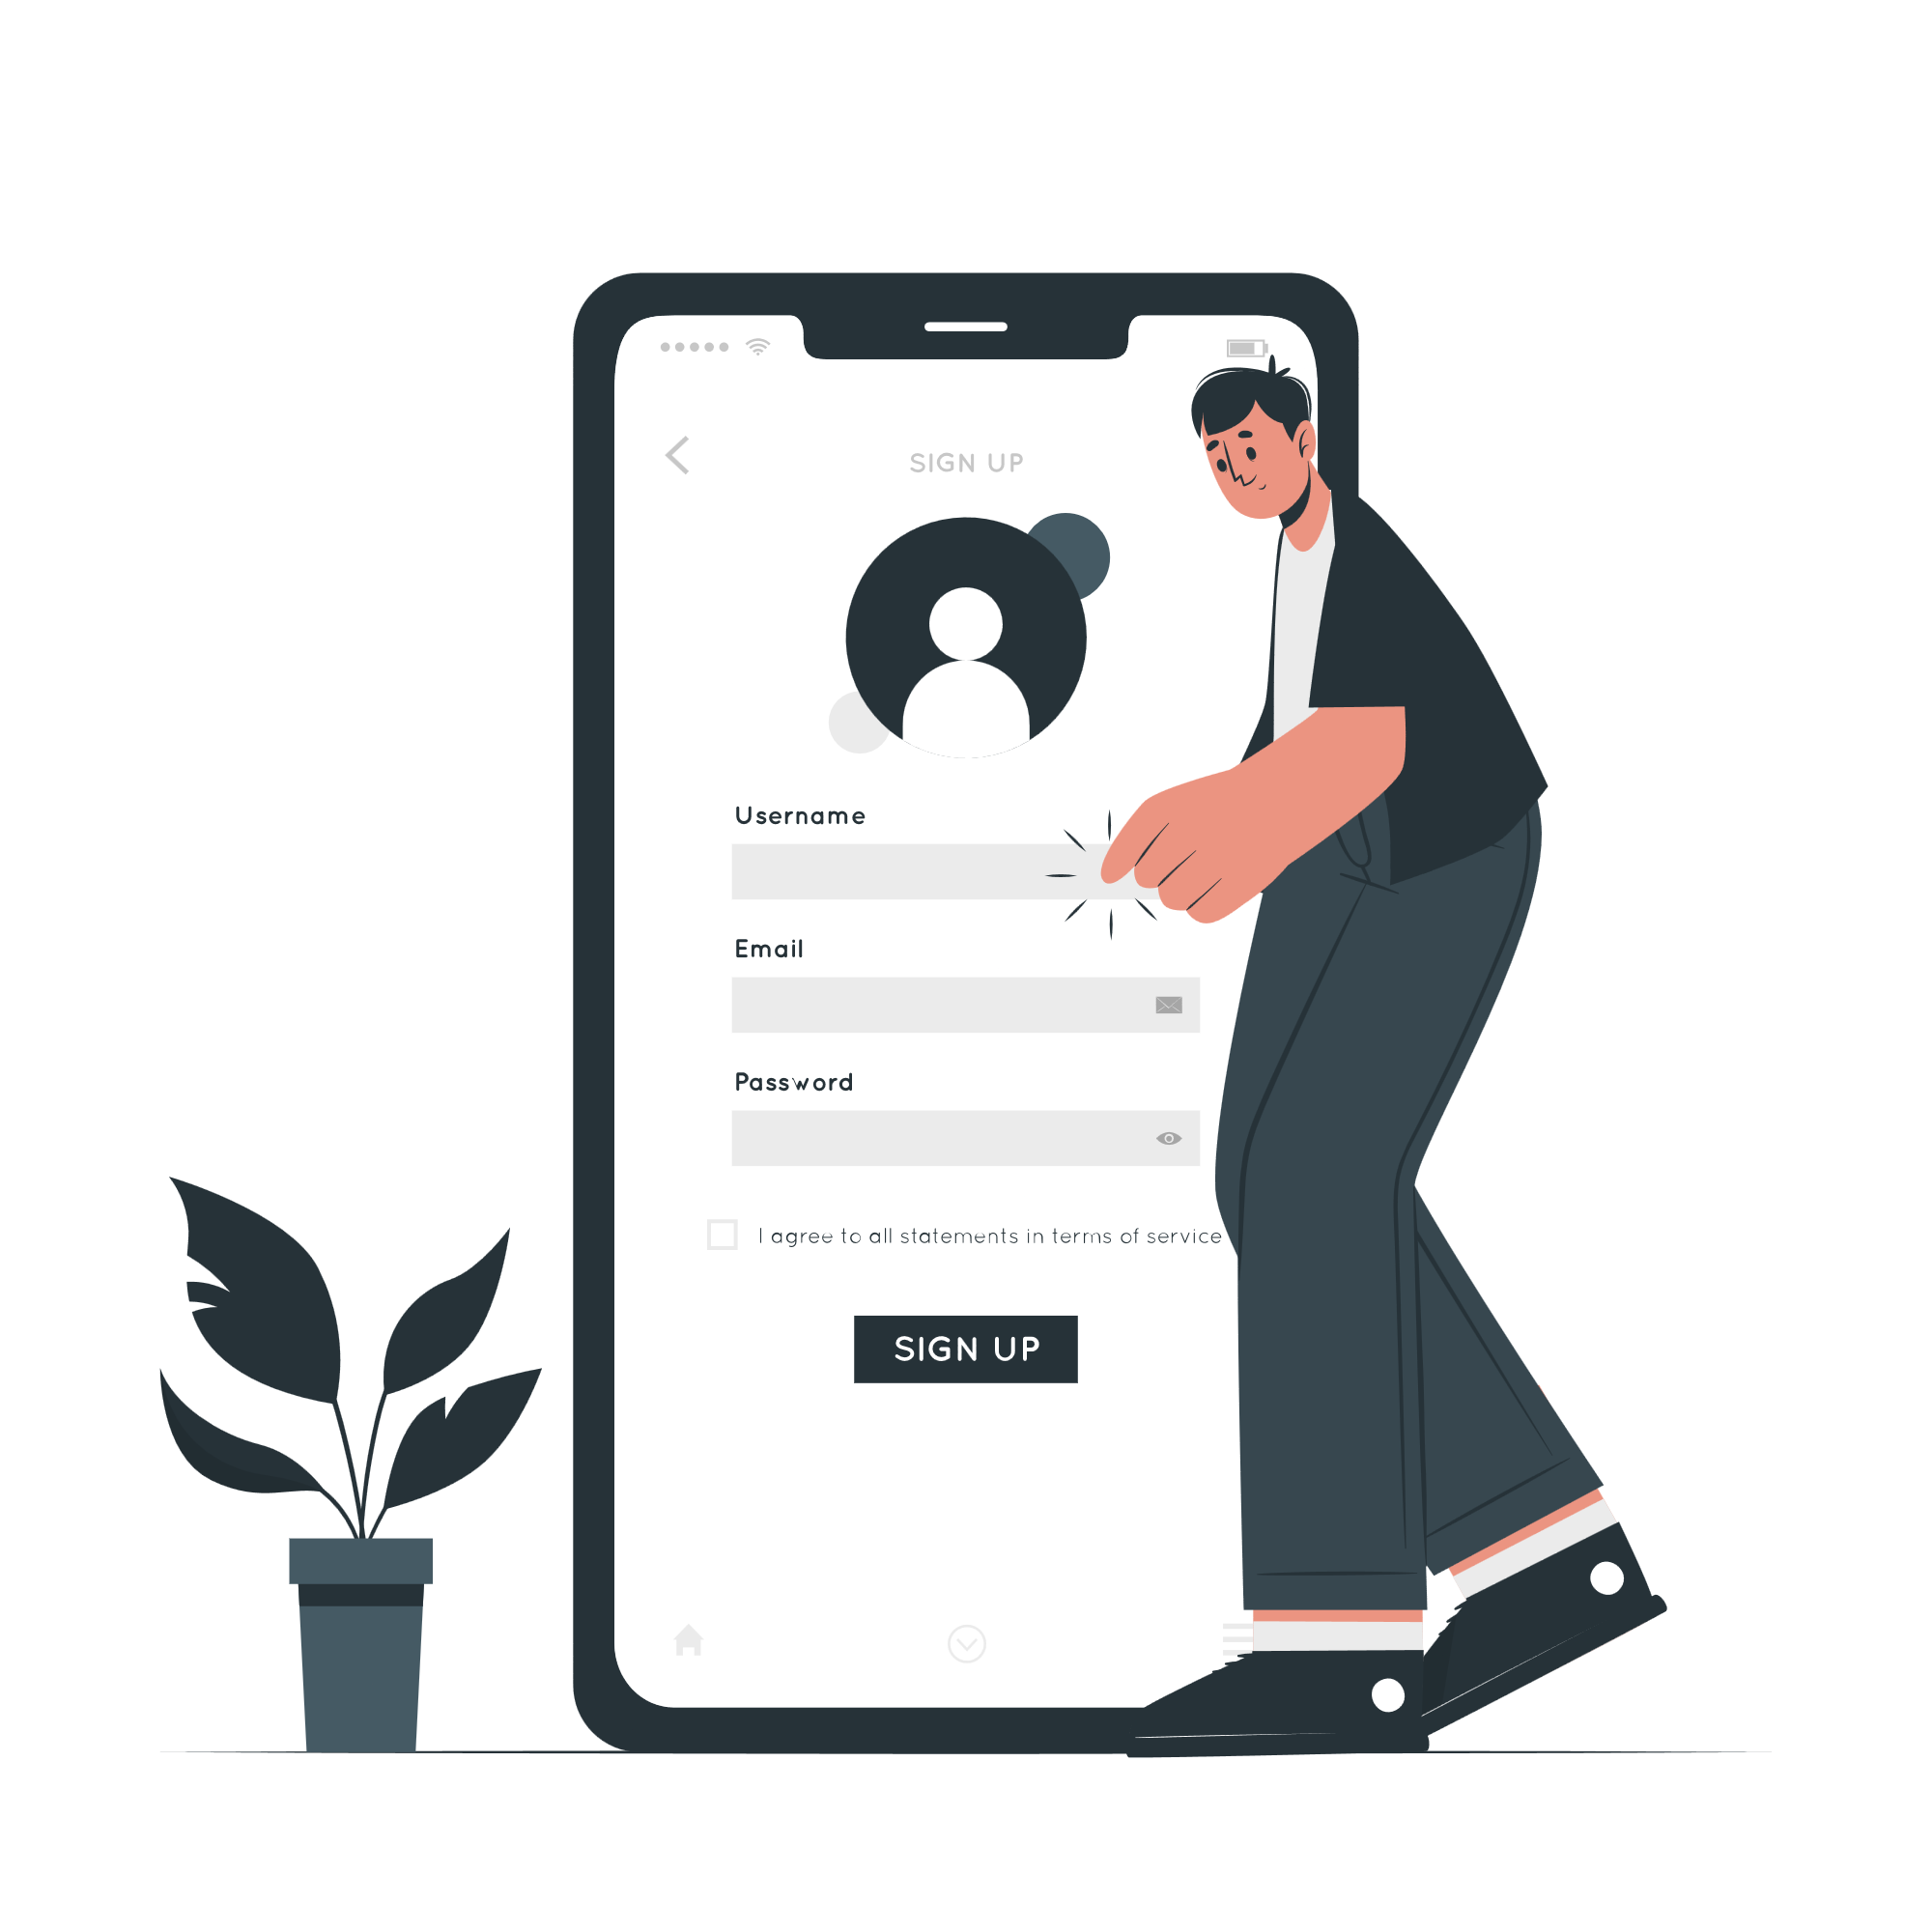 SIGN UP
Username
Email
Password
I agree to all statements in terms of service
SIGN UP